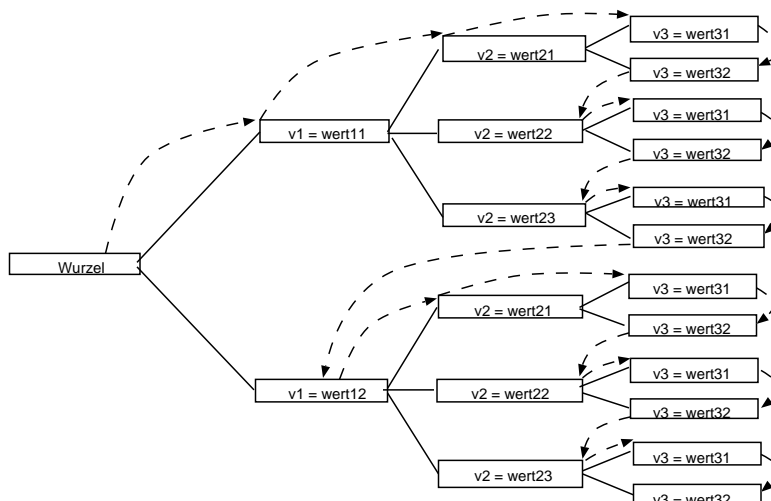 v3 = wert31
v2 = wert21
v3 = wert32
v3 = wert31
v1 = wert11
v2 = wert22
v3 = wert32
v3 = wert31
v2 = wert23
v3 = wert32
Wurzel
v3 = wert31
v2 = wert21
v3 = wert32
v3 = wert31
v1 = wert12
v2 = wert22
v3 = wert32
v3 = wert31
v2 = wert23
v3 = wert32